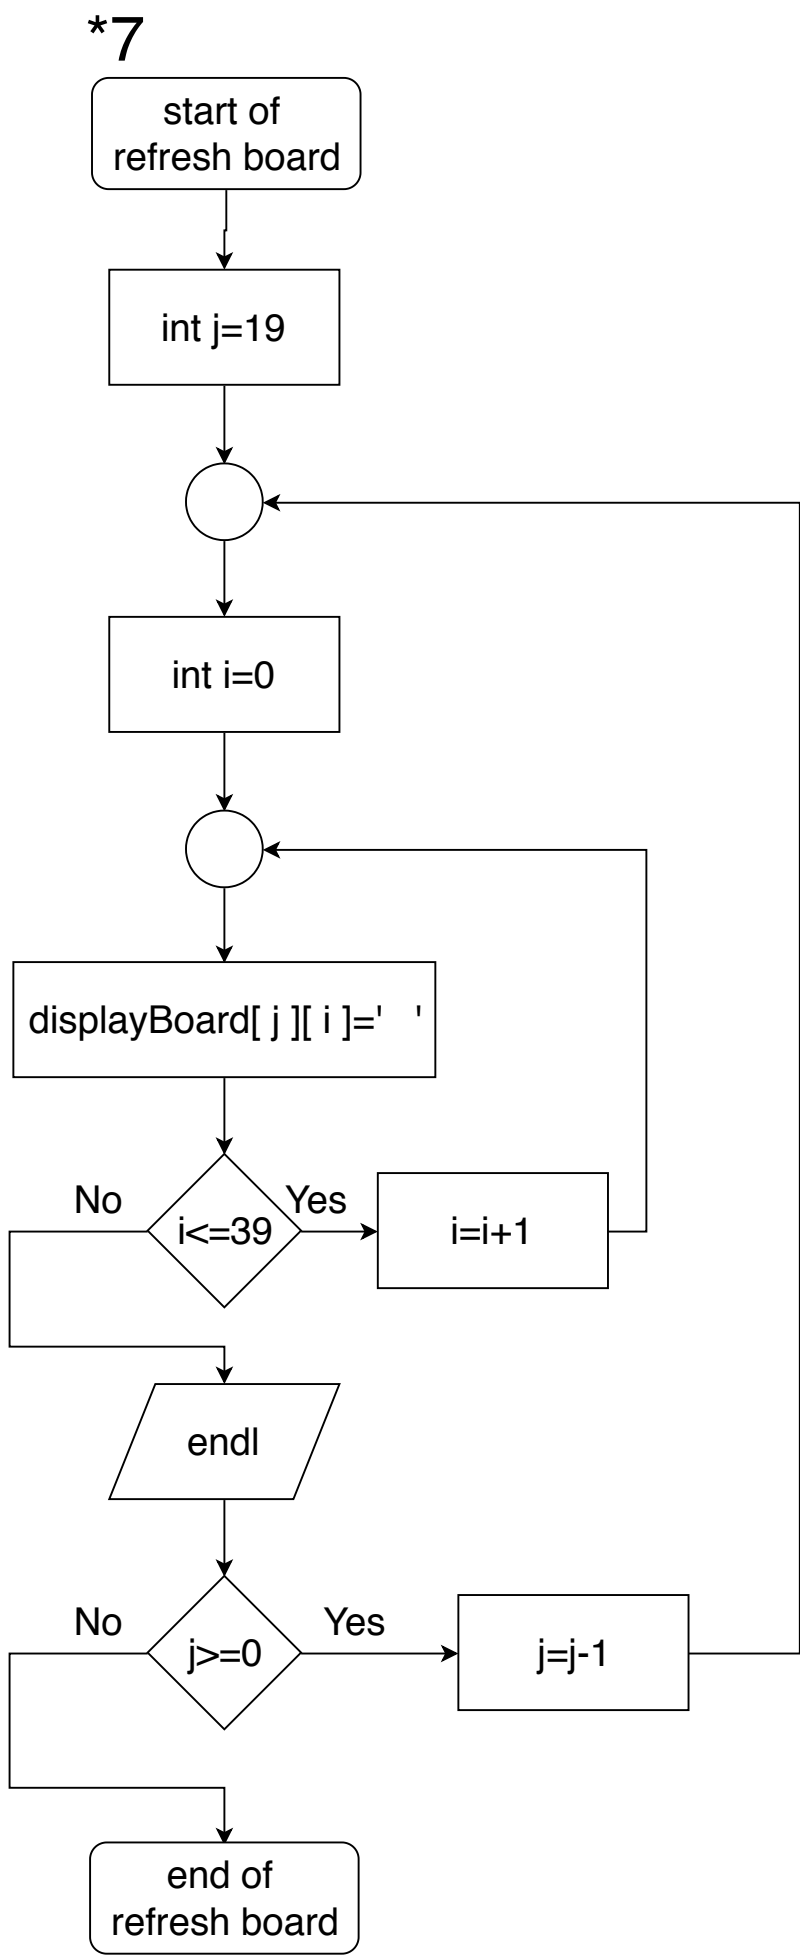 *7
start of
refresh board
int j=19
int i=0
displayBoard[ j ][ i ]='   '
No
Yes
i<=39
i=i+1
endl
No
Yes
j>=0
j=j-1
end of
refresh board